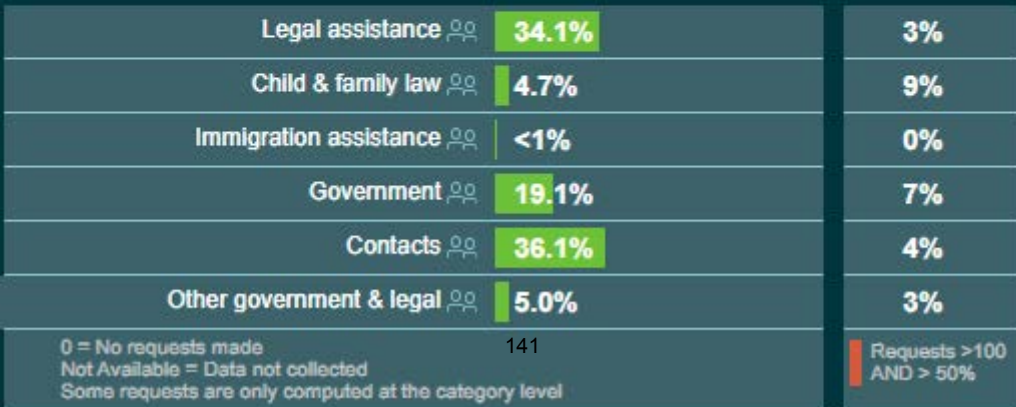 Legal assistance 34.1% 3%
Child & family law 4.7% 9%
Immigration assistance <1% 0%
Government 19.1% 7%
Contacts 36.1% 4%
Other government & legal 5.0% 3%
0 = No requests made
Not Available = Data not collected
Some requests are only computed at the category level
141
Requests >100
AND > 50%